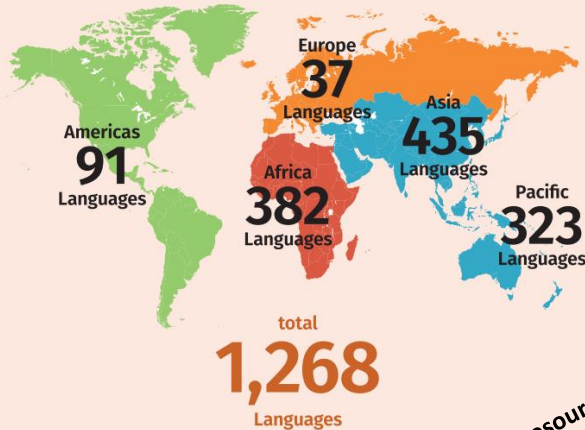 Europe
37
Languages
Asia
435
Languages
Americas
91
Languages
Africa
382
Languages
Pacific
323
Languages
total
1,268
Languages